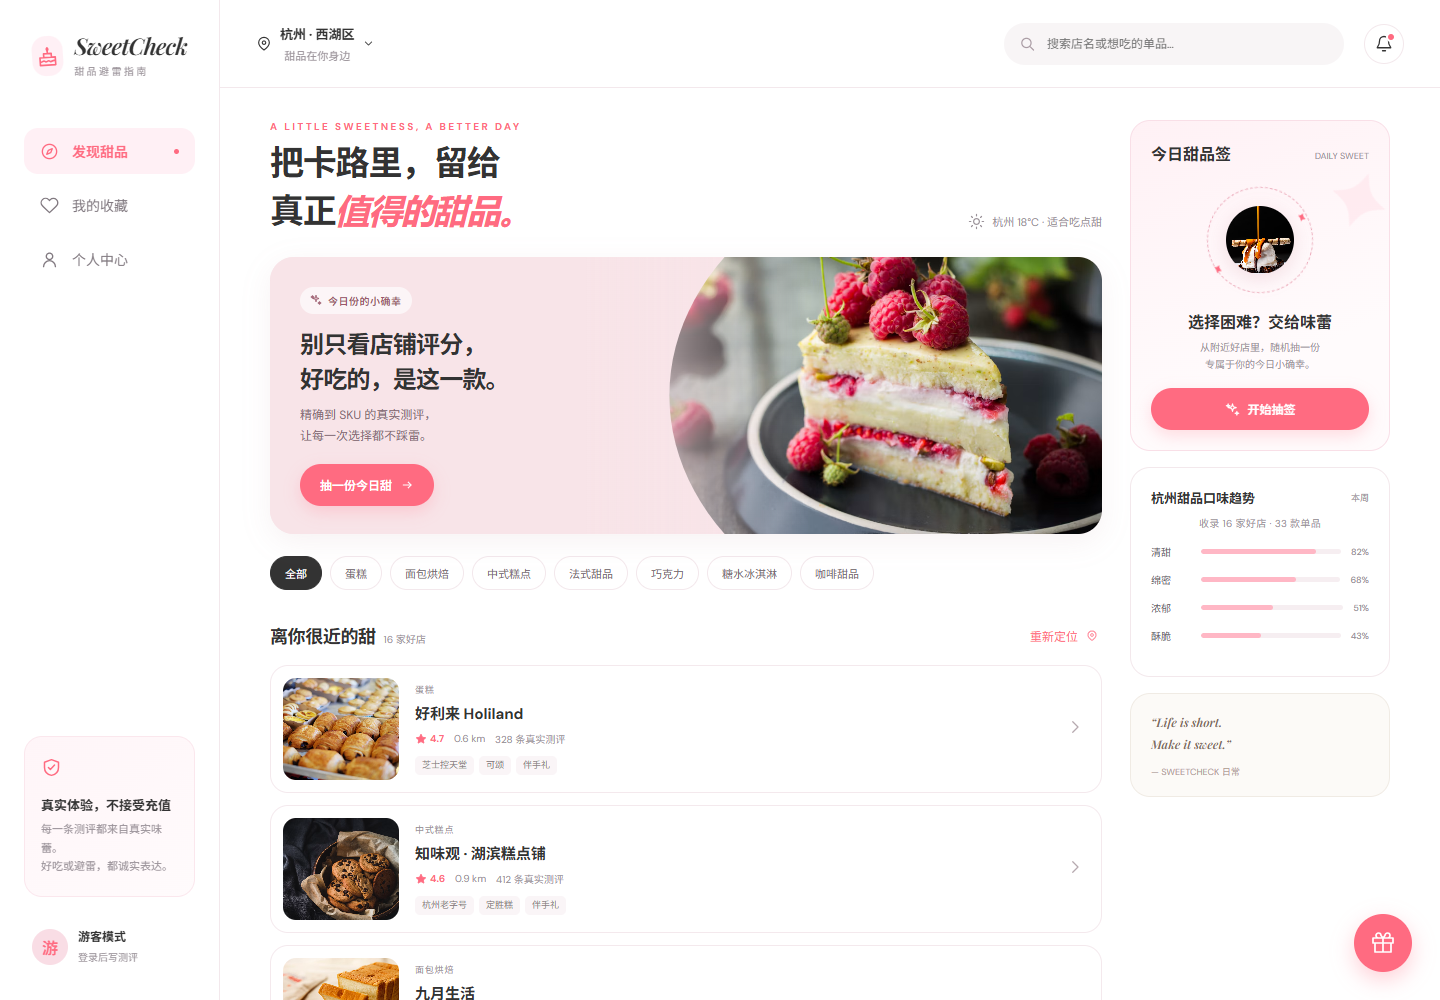 SweetCheck
甜品避雷指南
发现甜品
我的收藏
个人中心
真实体验，不接受充值
每一条测评都来自真实味
蕾。
好吃或避雷，都诚实表达。
游
游客模式
登录后写测评
杭州 · 西湖区
甜品在你身边
搜索店名或想吃的单品...
A LITTLE SWEETNESS, A BETTER DAY
把卡路里，留给
真正值得的甜品。
杭州 18°C · 适合吃点甜
今日份的小确幸
别只看店铺评分，
好吃的，是这一款。
精确到 SKU 的真实测评，
让每一次选择都不踩雷。
抽一份今日甜
全部
蛋糕
面包烘焙
中式糕点
法式甜品
巧克力
糖水冰淇淋
咖啡甜品
离你很近的甜 16 家好店
重新定位
蛋糕
好利来 Holiland
4.7 0.6 km 328 条真实测评
芝士控天堂 可颂 伴手礼
中式糕点
知味观 · 湖滨糕点铺
4.6 0.9 km 412 条真实测评
杭州老字号 定胜糕 伴手礼
面包烘焙
九月生活
今日甜品签 DAILY SWEET
选择困难？交给味蕾
从附近好店里，随机抽一份
专属于你的今日小确幸。
开始抽签
杭州甜品口味趋势 本周
收录 16 家好店 · 33 款单品
清甜 82%
绵密 68%
浓郁 51%
酥脆 43%
“Life is short.
Make it sweet.”
— SWEETCHECK 日常